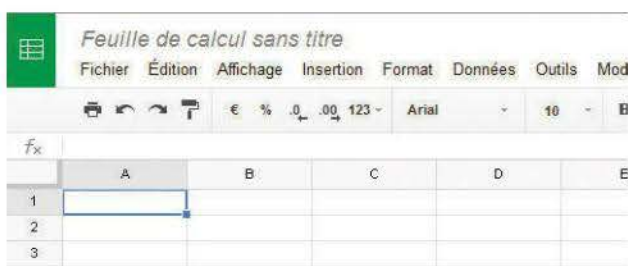 Feuille de calcul sans titre
Fichier Édition Affichage Insertion Format Données Outils Mod
€ % .0 .00 123 Arial 10 B
fx
A B C D E
1
2
3